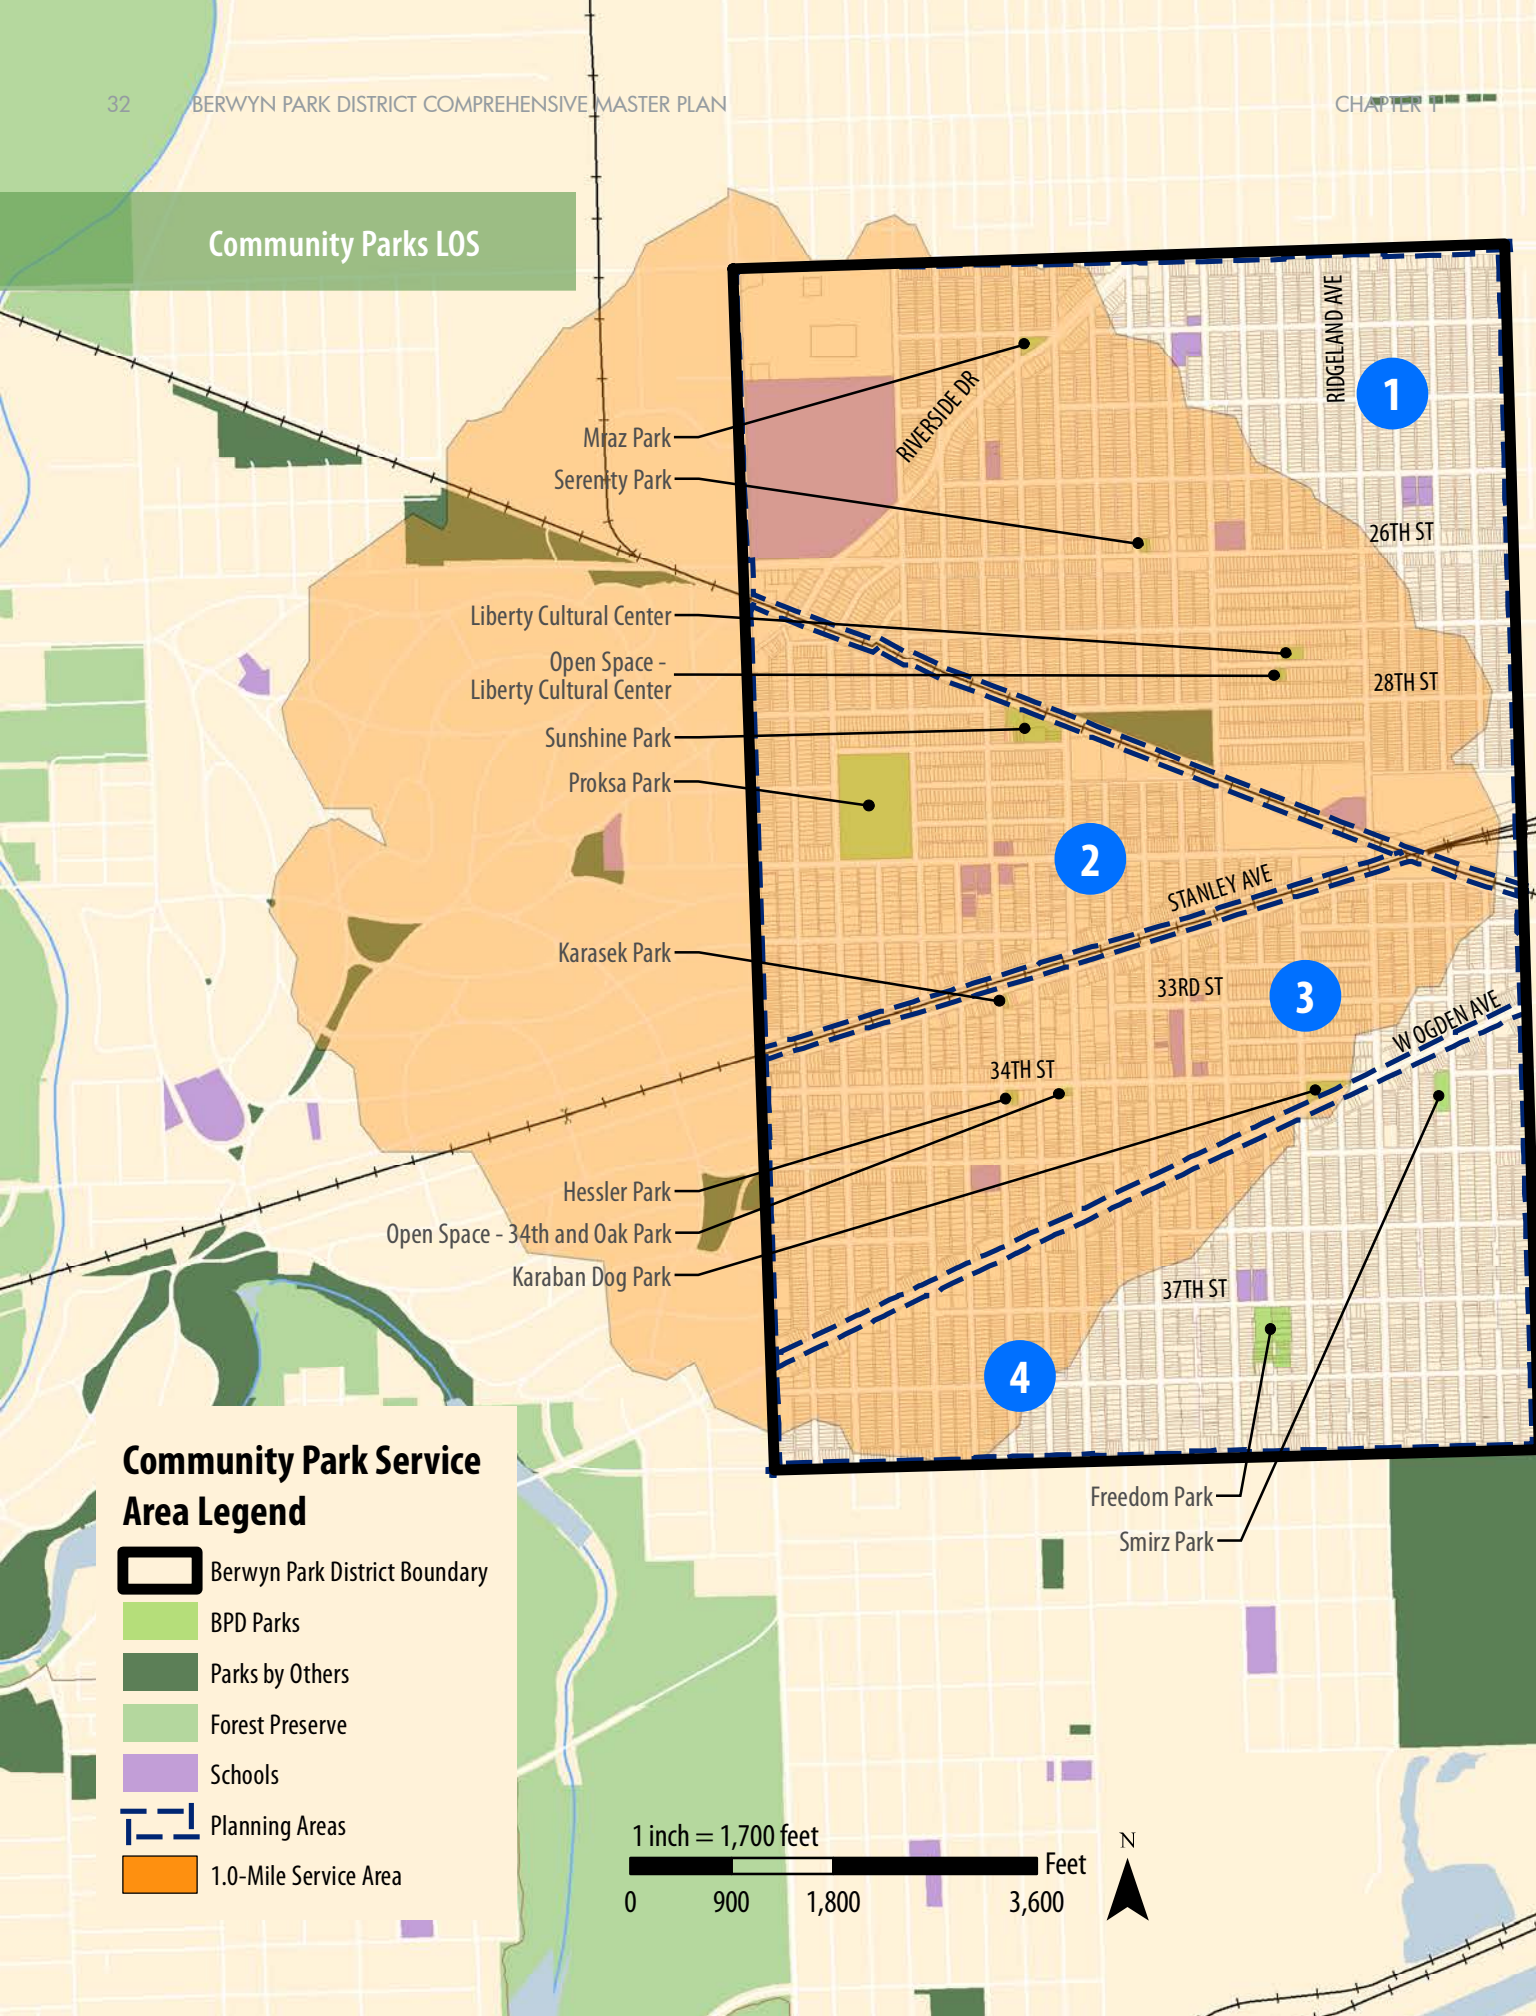 32 BERWYN PARK DISTRICT COMPREHENSIVE MASTER PLAN CHAPTER 1
Community Parks LOS
RIDGELAND AVE
1
RIVERSIDE DR
Mraz Park
Serenity Park
26TH ST
Liberty Cultural Center
Open Space -
Liberty Cultural Center
28TH ST
Sunshine Park
Proksa Park
2
STANLEY AVE
Karasek Park
33RD ST
3
W OGDEN AVE
34TH ST
Hessler Park
Open Space - 34th and Oak Park
Karaban Dog Park
37TH ST
4
Freedom Park
Smirz Park
Community Park Service
Area Legend
Berwyn Park District Boundary
BPD Parks
Parks by Others
Forest Preserve
Schools
Planning Areas
1.0-Mile Service Area
1 inch = 1,700 feet
Feet
0 900 1,800 3,600
N